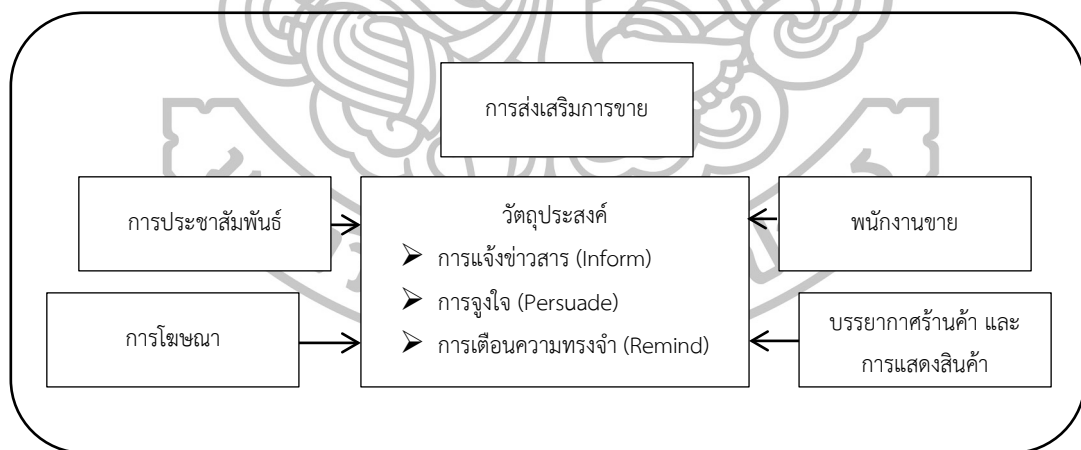 การส่งเสริมการขาย
การประชาสัมพันธ์
วัตถุประสงค์
พนักงานขาย
➢ การแจ้งข่าวสาร (Inform)
➢ การจูงใจ (Persuade)
➢ การเตือนความทรงจำ (Remind)
การโฆษณา
บรรยากาศร้านค้า และ
การแสดงสินค้า